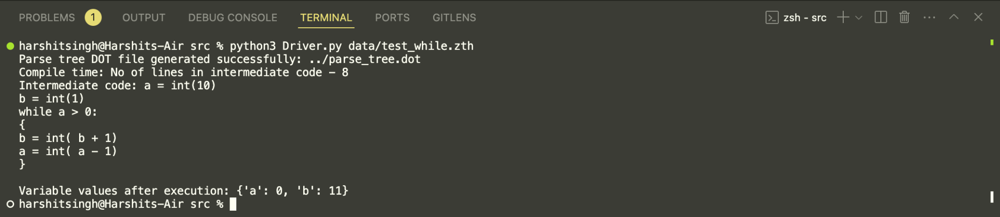 PROBLEMS 1 OUTPUT DEBUG CONSOLE TERMINAL PORTS GITLENS zsh - src
harshitsingh@Harshits-Air src % python3 Driver.py data/test_while.zth
Parse tree DOT file generated successfully: ../parse_tree.dot
Compile time: No of lines in intermediate code - 8
Intermediate code: a = int(10)
b = int(1)
while a > 0:
{
b = int( b + 1)
a = int( a - 1)
}
Variable values after execution: {'a': 0, 'b': 11}
harshitsingh@Harshits-Air src %